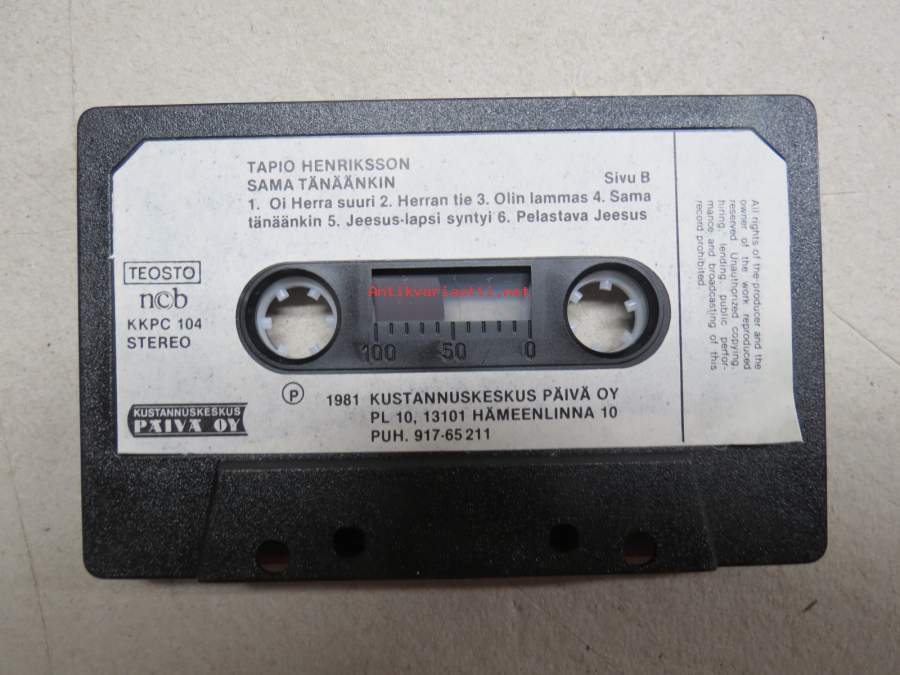 TAPIO HENRIKSSON
SAMA TÄNÄÄNKIN Sivu B
1. Oi Herra suuri 2. Herran tie 3. Olin lammas 4. Sama
tänäänkin 5. Jeesus-lapsi syntyi 6. Pelastava Jeesus
TEOSTO
ncb
KKPC 104
STEREO
Antikvariaatti.net
100 50 0
KUSTANNUSKESKUS
PÄIVÄ OY
P 1981 KUSTANNUSKESKUS PÄIVÄ OY
PL 10, 13101 HÄMEENLINNA 10
PUH. 917-65 211
All rights of the producer and the
owner of the work reproduced
reserved. Unauthorized copying,
hiring, lending, public perfor-
mance and broadcasting of this
record prohibited.